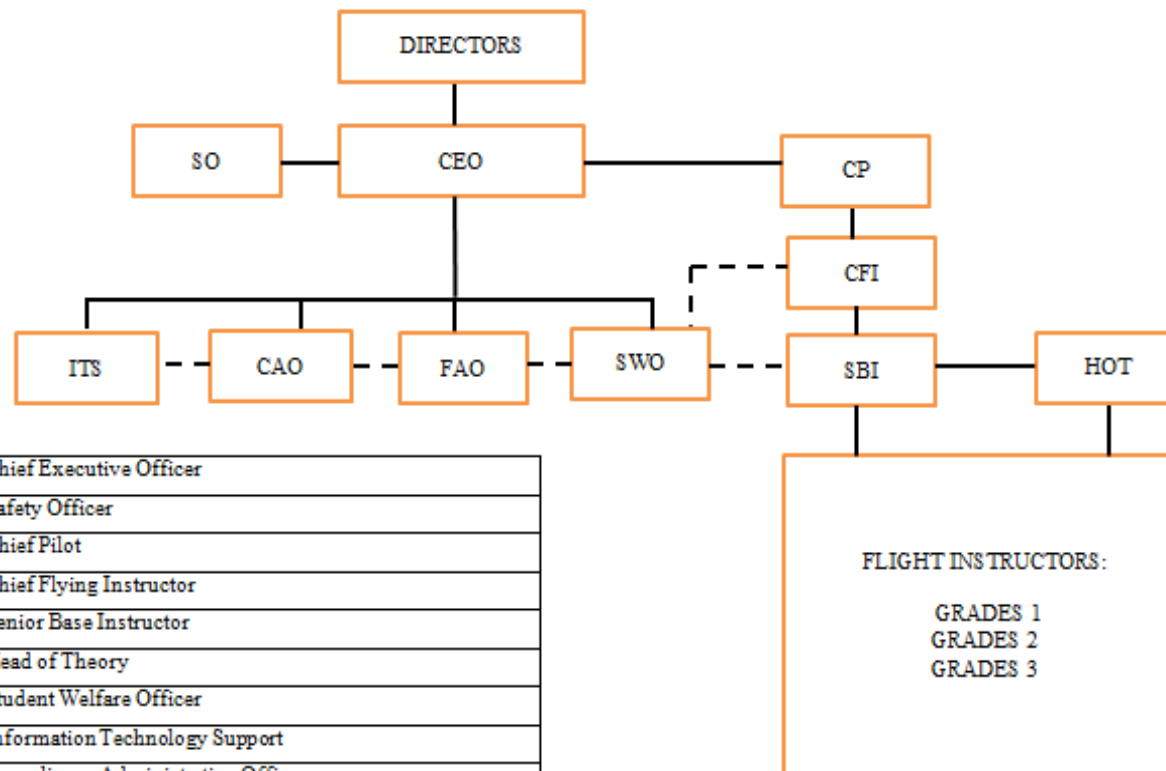 DIRECTORS
SO
CEO
CP
CFI
ITS
CAO
FAO
SWO
SBI
HOT
hief Executive Officer
afety Officer
hief Pilot
hief Flying Instructor
enior Base Instructor
ead of Theory
tudent Welfare Officer
nformation Technology Support
FLIGHT INSTRUCTORS:
GRADES 1
GRADES 2
GRADES 3